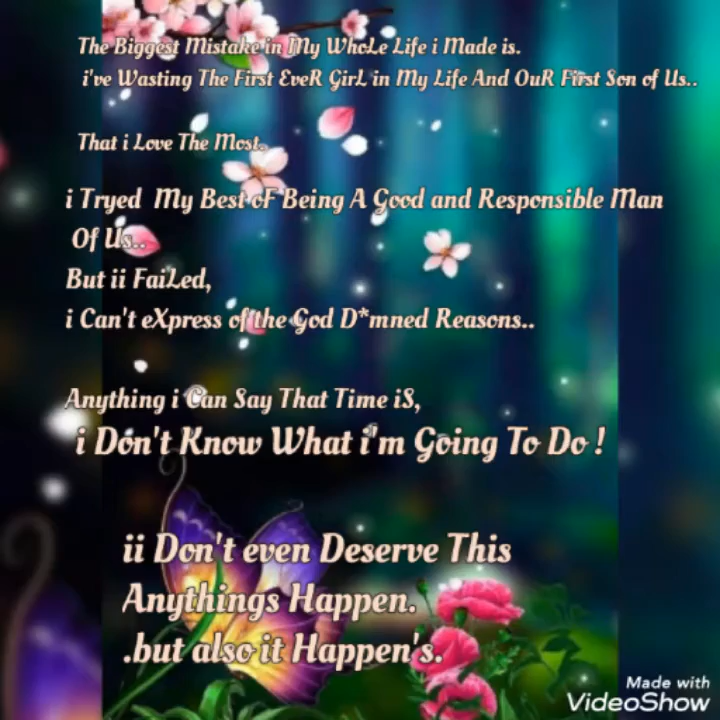 The Biggest Mistake in My WhoLe Life i Made is.
i've Wasting The First EveR GirL in My Life And OuR First Son of Us..
That i Love The Most.
i Tryed My Best oF Being A Good and Responsible Man
Of Us..
But ii FaiLed,
i Can't eXpress of the God D*mned Reasons..
Anything i Can Say That Time iS,
i Don't Know What i'm Going To Do !
ii Don't even Deserve This
Anythings Happen.
.but also it Happen's.
Made with
VideoShow